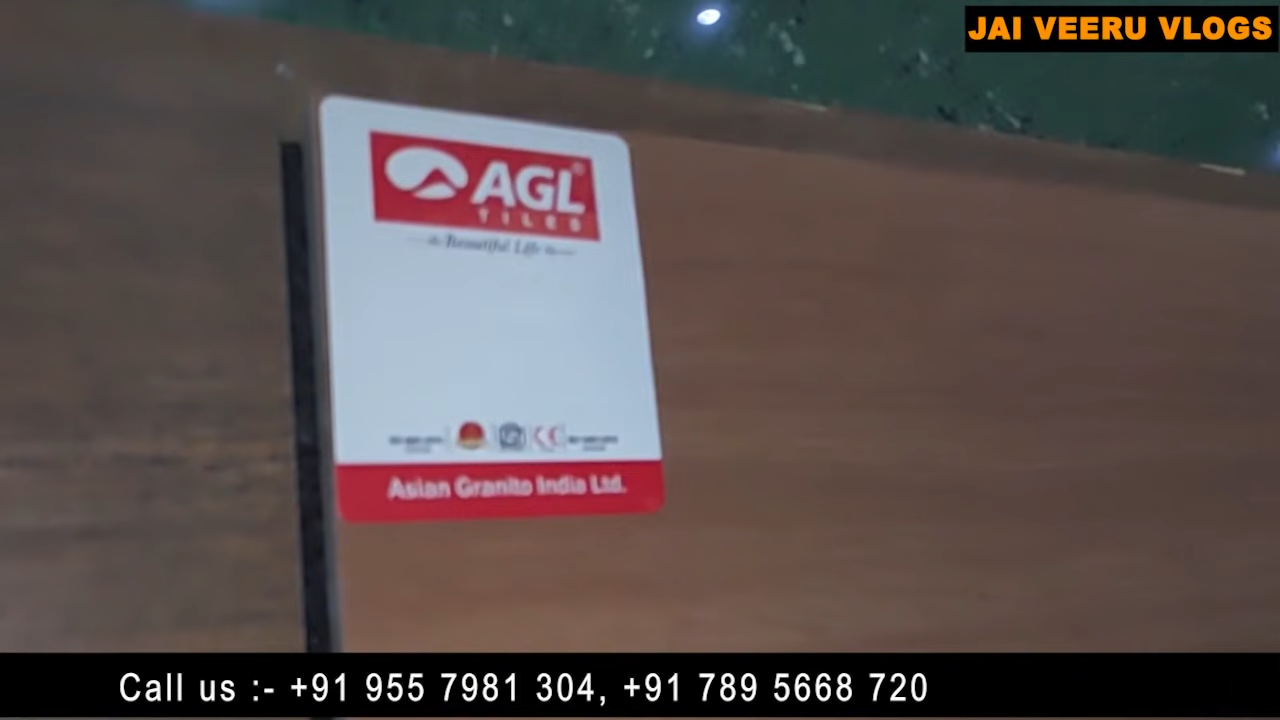 JAI VEERU VLOGS
AGL
TILES
Beautiful Life
CE
Asian Granito India Ltd.
Call us :- +91 955 7981 304, +91 789 5668 720